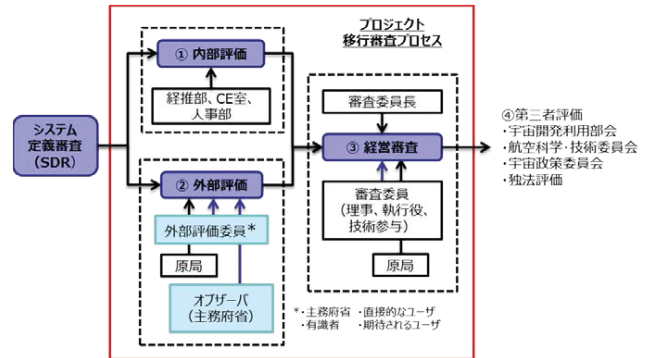 プロジェクト
移行審査プロセス
システム
定義審査
(SDR)
① 内部評価
経推部、CE室、
人事部
② 外部評価
外部評価委員*
原局
オブザーバ
(主務府省)
審査委員長
③ 経営審査
審査委員
(理事、執行役、
技術参与)
原局
*・主務府省 ・直接的なユーザ
・有識者 ・期待されるユーザ
④第三者評価
・宇宙開発利用部会
・航空科学・技術委員会
・宇宙政策委員会
・独法評価